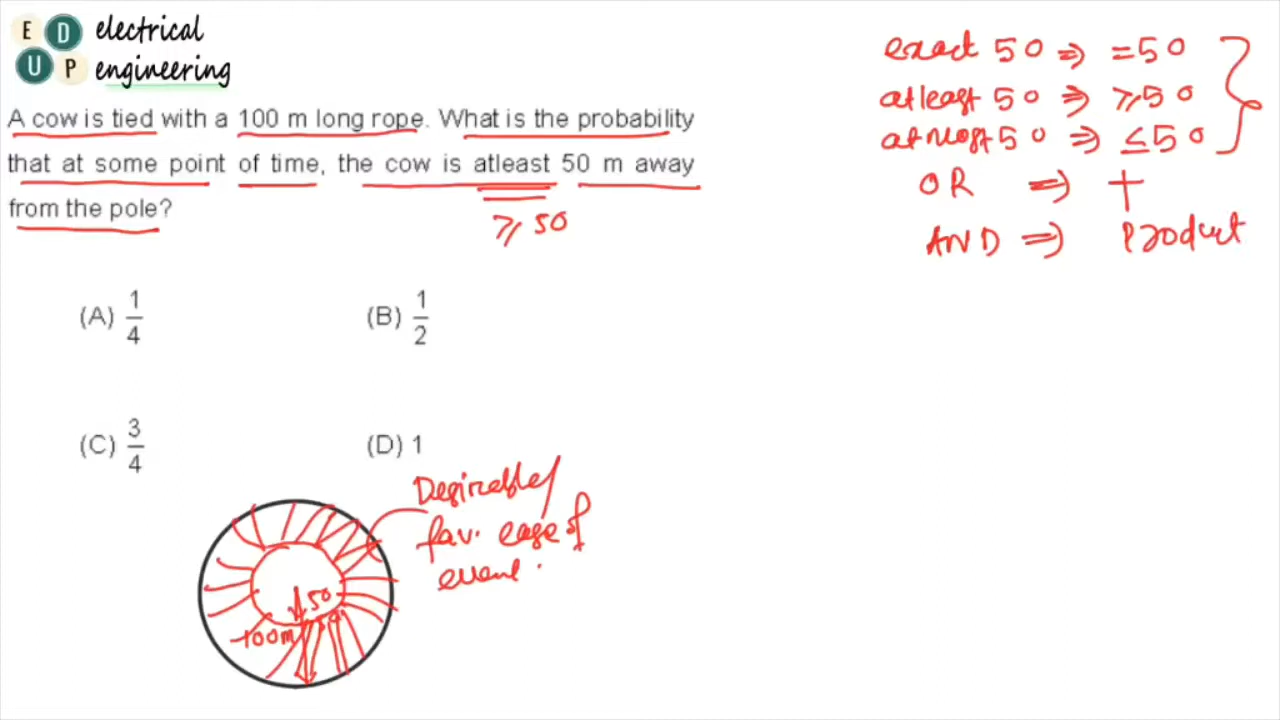 E D electrical
U P engineering
A cow is tied with a 100 m long rope. What is the probability
that at some point of time, the cow is atleast 50 m away
from the pole?
≥ 50
(A) 1/4
(B) 1/2
(C) 3/4
(D) 1
exact 50 ⇒ = 50
atleast 50 ⇒ ≥ 50
atmost 50 ⇒ ≤ 50
OR ⇒ +
AND ⇒ Product
Desirable/
fav. case of
event.
50
100m 50